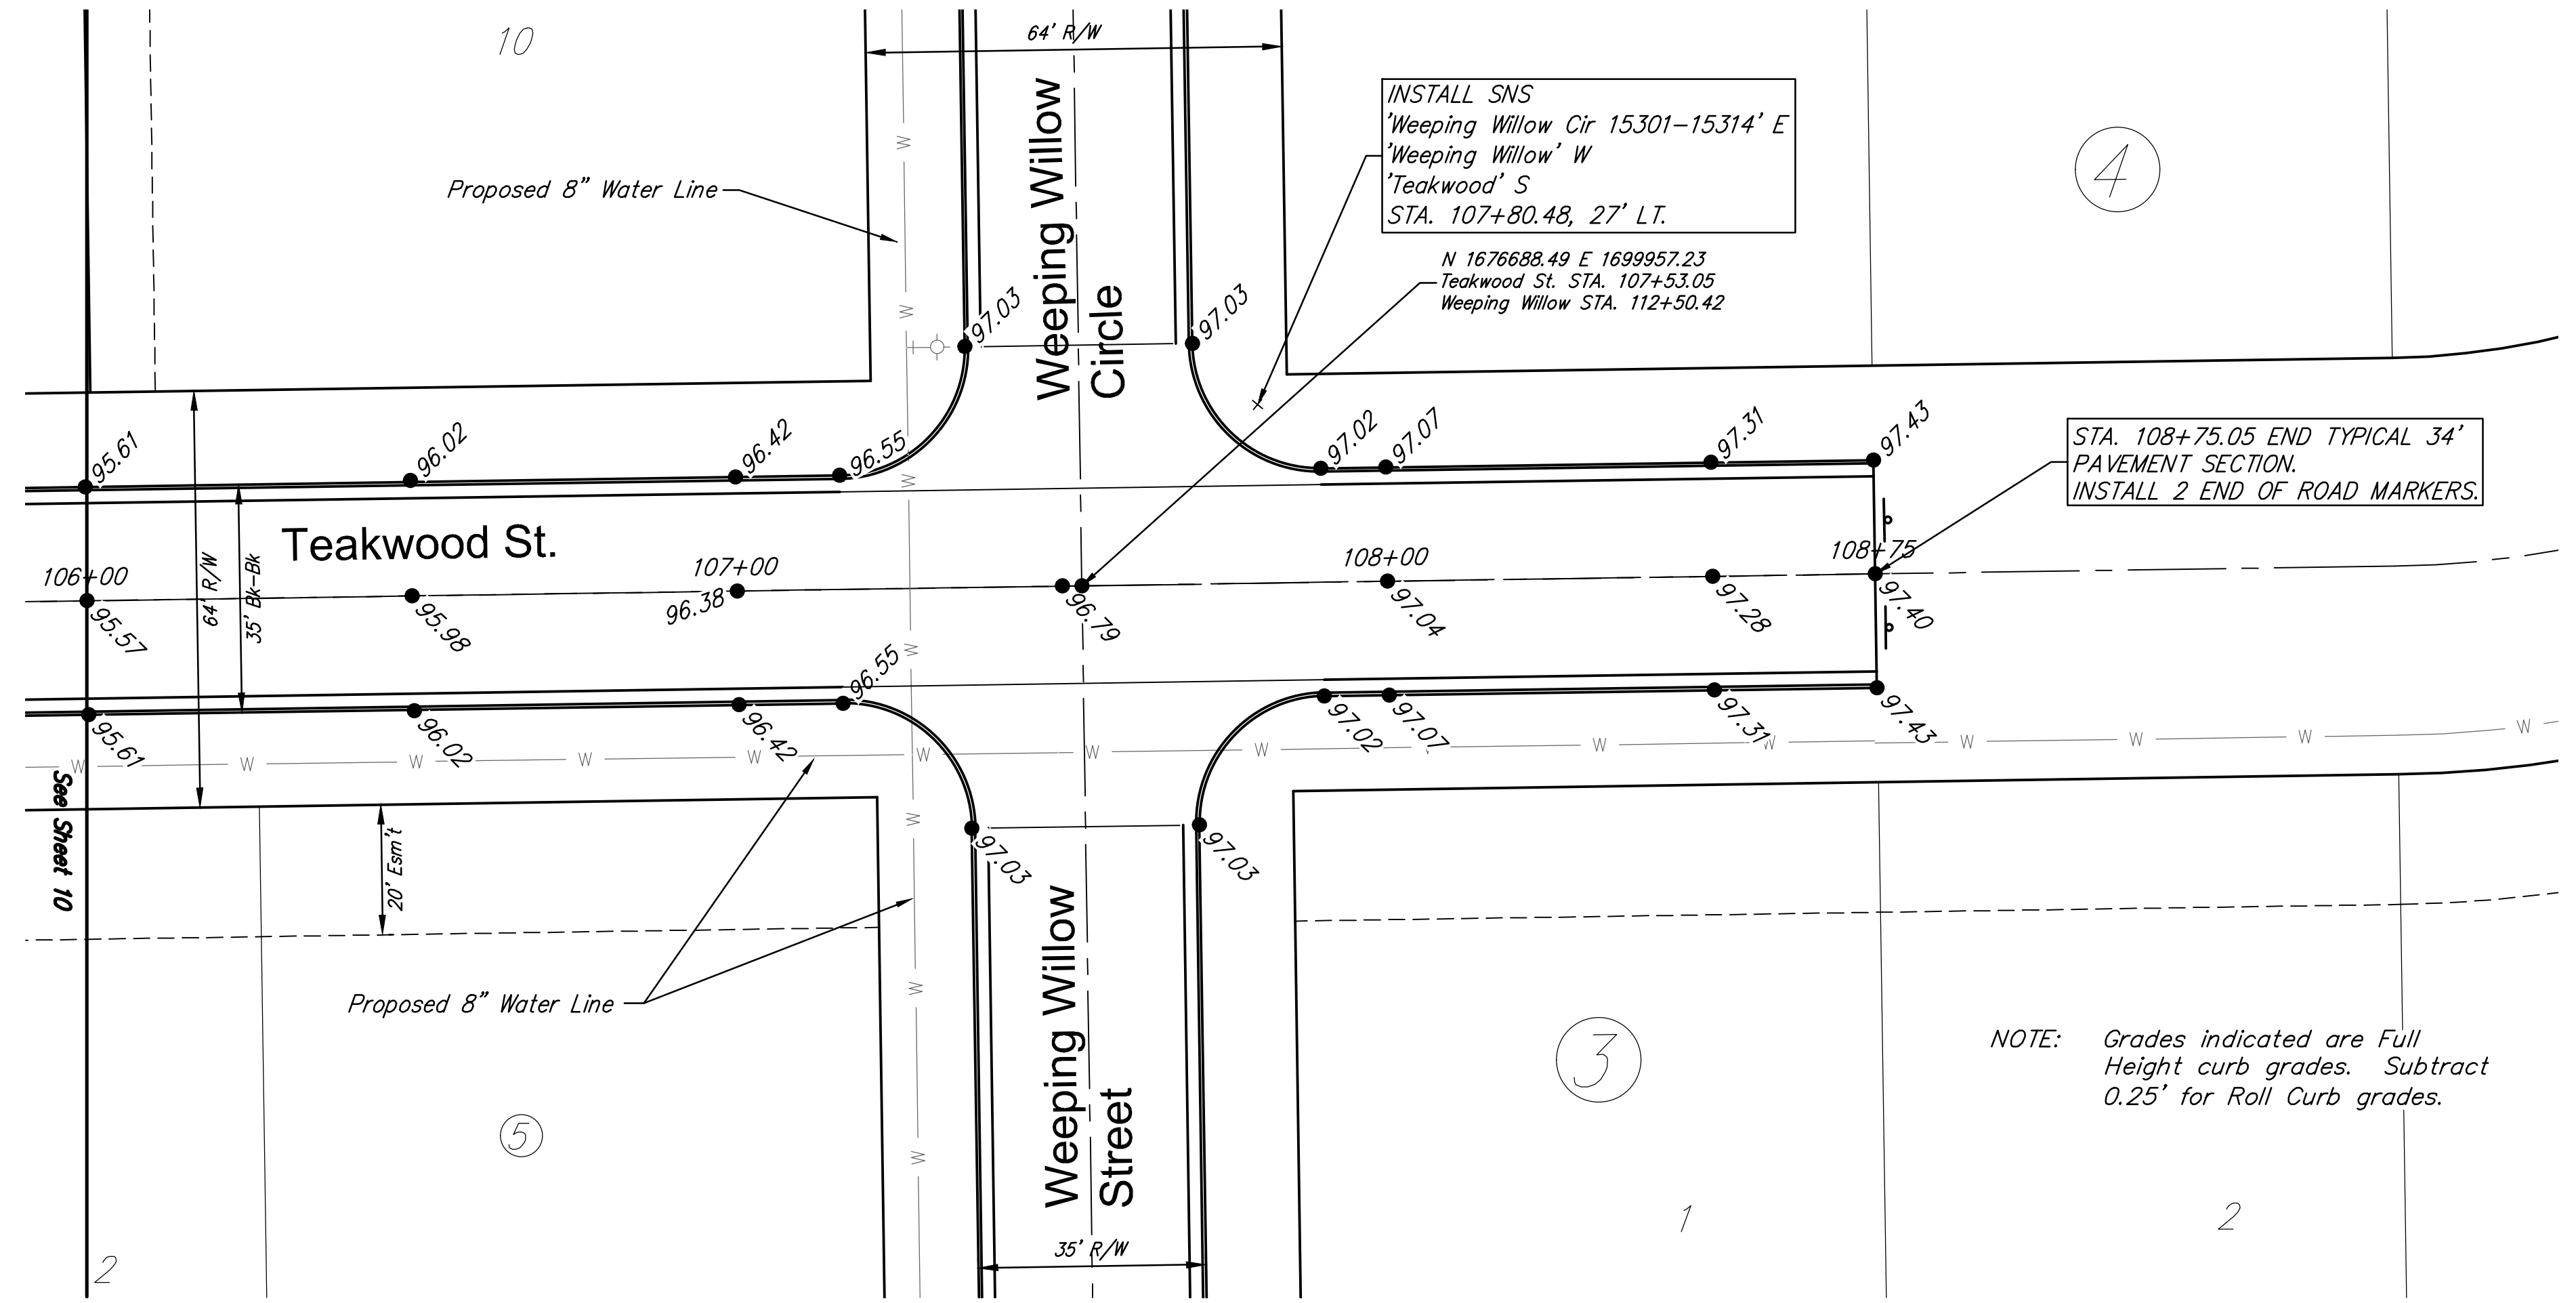 10
64' R/W
INSTALL SNS
'Weeping Willow Cir 15301-15314' E
'Weeping Willow' W
'Teakwood' S
STA. 107+80.48, 27' LT.
4
Proposed 8" Water Line
W
W
W
Weeping Willow
Circle
N 1676688.49 E 1699957.23
Teakwood St. STA. 107+53.05
Weeping Willow STA. 112+50.42
97.03
97.03
95.61
96.02
96.42
96.55
97.02
97.07
97.31
97.43
STA. 108+75.05 END TYPICAL 34'
PAVEMENT SECTION.
INSTALL 2 END OF ROAD MARKERS.
Teakwood St.
64' R/W
35' Bk-Bk
106+00
107+00
108+00
108+75
95.57
95.98
96.38
96.79
97.04
97.28
97.40
W
96.55
95.61
96.02
96.42
97.02
97.07
97.31
97.43
W W W W W W W W W W W W W W
See Sheet 10
20' Esm't
W
97.03
97.03
Proposed 8" Water Line
W
W
Weeping Willow
Street
35' R/W
5
3
NOTE: Grades indicated are Full
Height curb grades. Subtract
0.25' for Roll Curb grades.
2
1
2